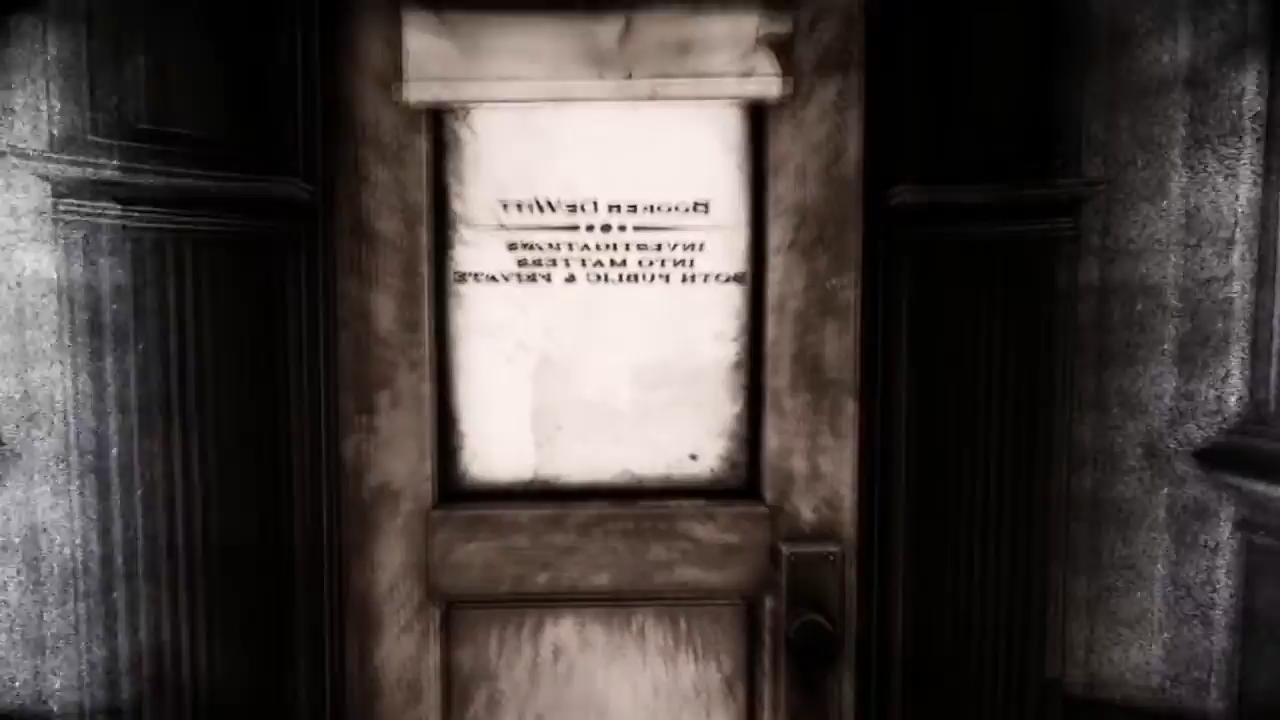 BOOKER DEWITT
INVESTIGATIONS
INTO MATTERS
BOTH PUBLIC & PRIVATE